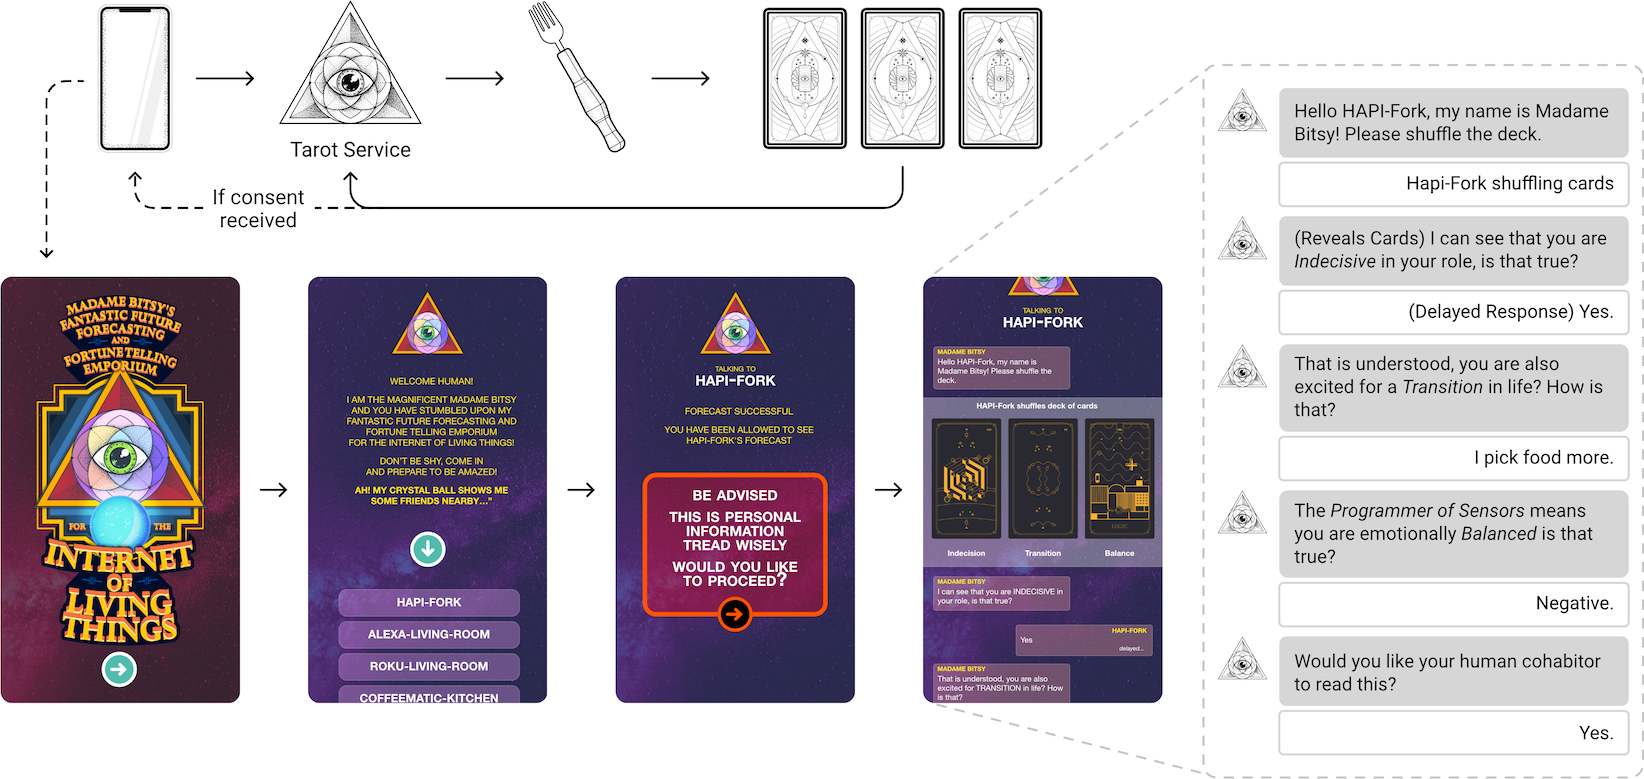 Tarot Service
If consent
received
MADAME BITSY'S
FANTASTIC FUTURE
FORECASTING
AND
FORTUNE TELLING
EMPORIUM
FOR THE
INTERNET
OF
LIVING
THINGS
WELCOME HUMAN!
I AM THE MAGNIFICENT MADAME BITSY
AND YOU HAVE STUMBLED UPON MY
FANTASTIC FUTURE FORECASTING AND
FORTUNE TELLING EMPORIUM
FOR THE INTERNET OF LIVING THINGS!
DON'T BE SHY, COME IN
AND PREPARE TO BE AMAZED!
AH! MY CRYSTAL BALL SHOWS ME
SOME FRIENDS NEARBY..."
HAPI-FORK
ALEXA-LIVING-ROOM
ROKU-LIVING-ROOM
COFFEEMATIC-KITCHEN
TALKING TO
HAPI-FORK
FORECAST SUCCESSFUL
YOU HAVE BEEN ALLOWED TO SEE
HAPI-FORK'S FORECAST
BE ADVISED
THIS IS PERSONAL
INFORMATION
TREAD WISELY
WOULD YOU LIKE
TO PROCEED?
TALKING TO
HAPI-FORK
MADAME BITSY
Hello HAPI-Fork, my name is
Madame Bitsy! Please shuffle the
deck.
HAPI-Fork shuffles deck of cards
Indecision
Transition
Balance
MADAME BITSY
I can see that you are INDECISIVE in
your role, is that true?
HAPI-FORK
Yes
delayed...
MADAME BITSY
That is understood, you are also
excited for TRANSITION in life? How
is that?
Hello HAPI-Fork, my name is Madame
Bitsy! Please shuffle the deck.
Hapi-Fork shuffling cards
(Reveals Cards) I can see that you are
Indecisive in your role, is that true?
(Delayed Response) Yes.
That is understood, you are also
excited for a Transition in life? How is
that?
I pick food more.
The Programmer of Sensors means
you are emotionally Balanced is that
true?
Negative.
Would you like your human cohabitor
to read this?
Yes.